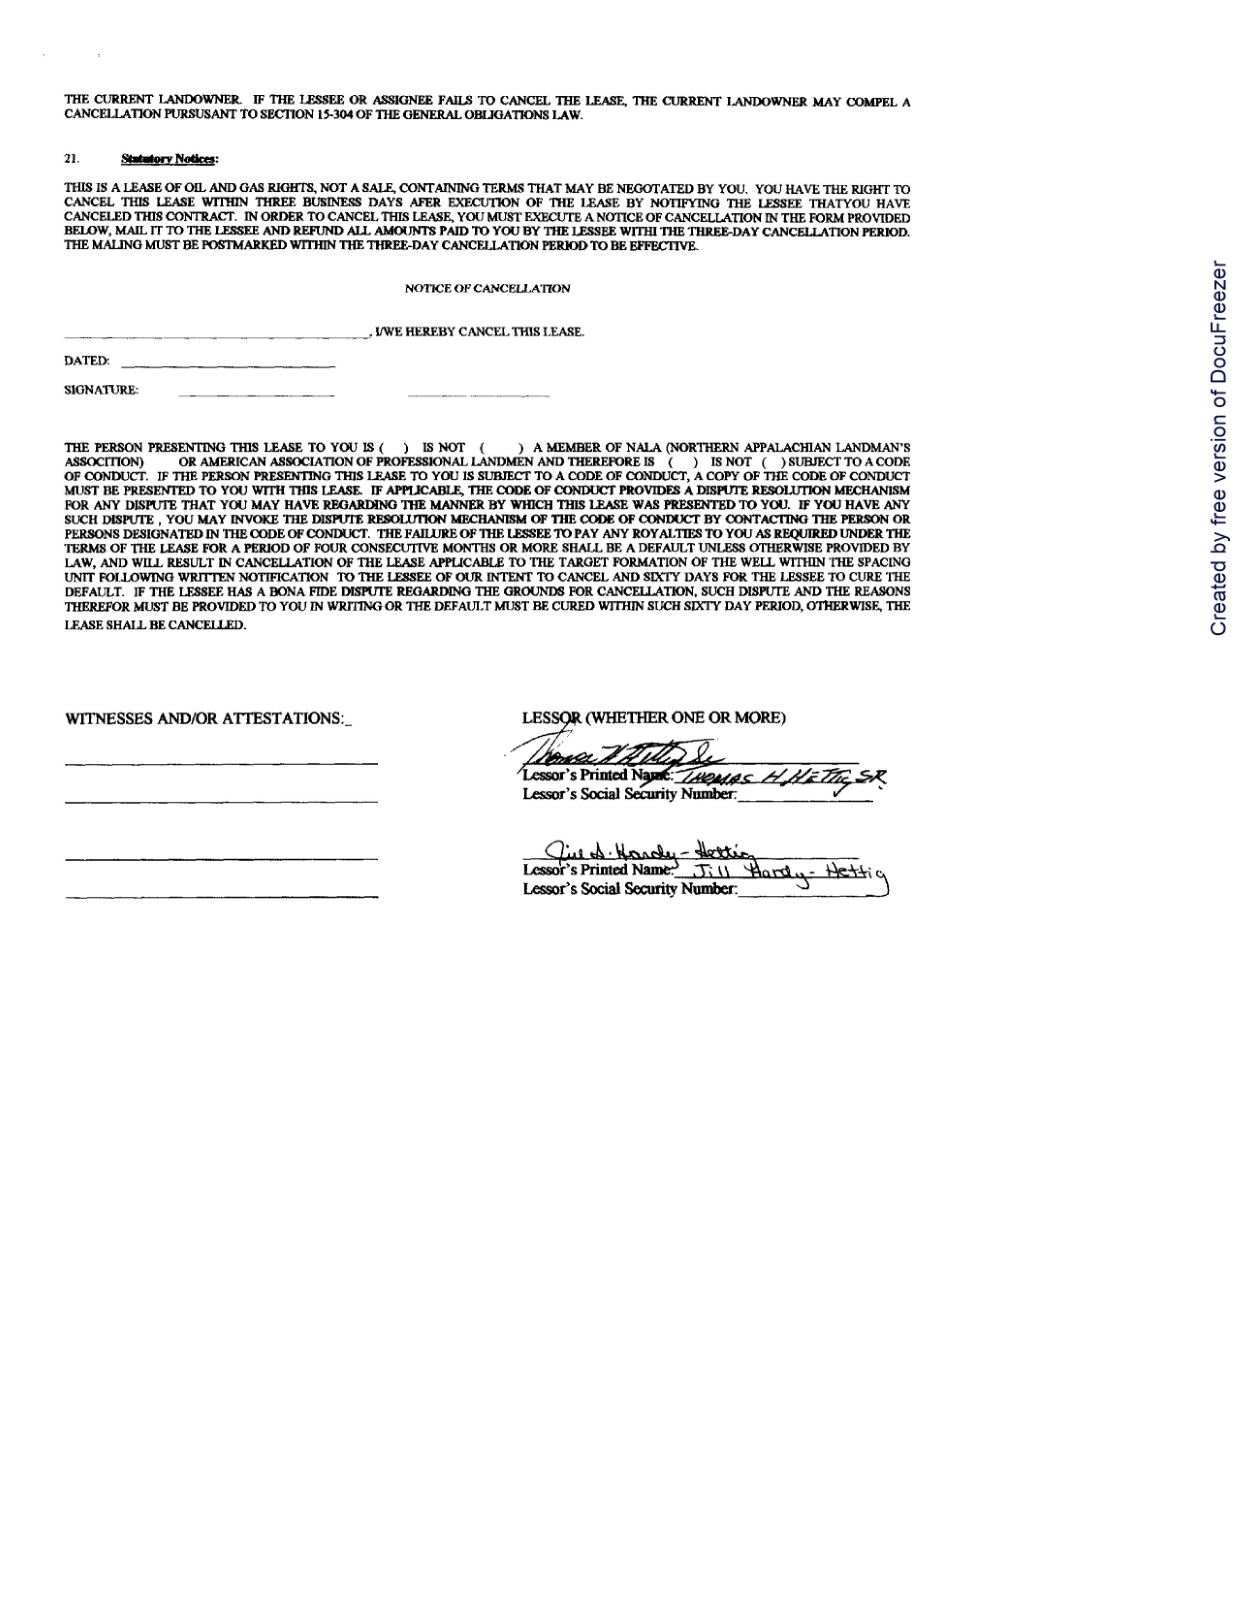 THE CURRENT LANDOWNER. IF THE LESSEE OR ASSIGNEE FAILS TO CANCEL THE LEASE, THE CURRENT LANDOWNER MAY COMPEL A
CANCELLATION PURSUSANT TO SECTION 15-304 OF THE GENERAL OBLIGATIONS LAW.
21. Statutory Notices:
THIS IS A LEASE OF OIL AND GAS RIGHTS, NOT A SALE, CONTAINING TERMS THAT MAY BE NEGOTATED BY YOU. YOU HAVE THE RIGHT TO
CANCEL THIS LEASE WITHIN THREE BUSINESS DAYS AFER EXECUTION OF THE LEASE BY NOTIFYING THE LESSEE THATYOU HAVE
CANCELED THIS CONTRACT. IN ORDER TO CANCEL THIS LEASE, YOU MUST EXECUTE A NOTICE OF CANCELLATION IN THE FORM PROVIDED
BELOW, MAIL IT TO THE LESSEE AND REFUND ALL AMOUNTS PAID TO YOU BY THE LESSEE WITHI THE THREE-DAY CANCELLATION PERIOD.
THE MALING MUST BE POSTMARKED WITHIN THE THREE-DAY CANCELLATION PERIOD TO BE EFFECTIVE.
NOTICE OF CANCELLATION
____________________, I/WE HEREBY CANCEL THIS LEASE.
DATED: ____________________
SIGNATURE: ____________________ ____________________
THE PERSON PRESENTING THIS LEASE TO YOU IS ( ) IS NOT ( ) A MEMBER OF NALA (NORTHERN APPALACHIAN LANDMAN'S
ASSOCITION) OR AMERICAN ASSOCIATION OF PROFESSIONAL LANDMEN AND THEREFORE IS ( ) IS NOT ( ) SUBJECT TO A CODE
OF CONDUCT. IF THE PERSON PRESENTING THIS LEASE TO YOU IS SUBJECT TO A CODE OF CONDUCT, A COPY OF THE CODE OF CONDUCT
MUST BE PRESENTED TO YOU WITH THIS LEASE. IF APPLICABLE, THE CODE OF CONDUCT PROVIDES A DISPUTE RESOLUTION MECHANISM
FOR ANY DISPUTE THAT YOU MAY HAVE REGARDING THE MANNER BY WHICH THIS LEASE WAS PRESENTED TO YOU. IF YOU HAVE ANY
SUCH DISPUTE , YOU MAY INVOKE THE DISPUTE RESOLUTION MECHANISM OF THE CODE OF CONDUCT BY CONTACTING THE PERSON OR
PERSONS DESIGNATED IN THE CODE OF CONDUCT. THE FAILURE OF THE LESSEE TO PAY ANY ROYALTIES TO YOU AS REQUIRED UNDER THE
TERMS OF THE LEASE FOR A PERIOD OF FOUR CONSECUTIVE MONTHS OR MORE SHALL BE A DEFAULT UNLESS OTHERWISE PROVIDED BY
LAW, AND WILL RESULT IN CANCELLATION OF THE LEASE APPLICABLE TO THE TARGET FORMATION OF THE WELL WITHIN THE SPACING
UNIT FOLLOWING WRITTEN NOTIFICATION TO THE LESSEE OF OUR INTENT TO CANCEL AND SIXTY DAYS FOR THE LESSEE TO CURE THE
DEFAULT. IF THE LESSEE HAS A BONA FIDE DISPUTE REGARDING THE GROUNDS FOR CANCELLATION, SUCH DISPUTE AND THE REASONS
THEREFOR MUST BE PROVIDED TO YOU IN WRITING OR THE DEFAULT MUST BE CURED WITHIN SUCH SIXTY DAY PERIOD, OTHERWISE, THE
LEASE SHALL BE CANCELLED.
WITNESSES AND/OR ATTESTATIONS:_
LESSOR (WHETHER ONE OR MORE)
Thomas H Hettig Sr
Lessor's Printed Name: THOMAS H. HETTIG, SR.
Lessor's Social Security Number:__________
Jill S. Hardy-Hettig
Lessor's Printed Name: Jill Hardy-Hettig
Lessor's Social Security Number:__________
Created by free version of DocuFreezer